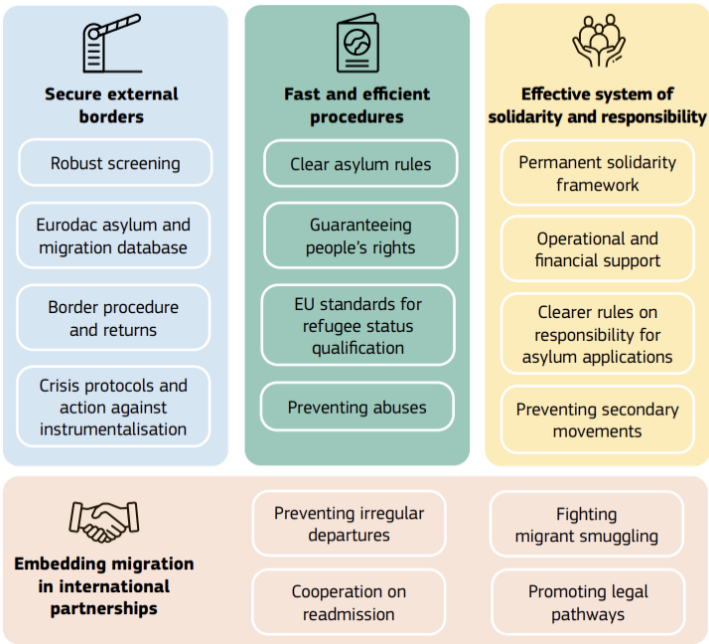 Secure external
borders
Robust screening
Eurodac asylum and
migration database
Border procedure
and returns
Crisis protocols and
action against
instrumentalisation
Fast and efficient
procedures
Clear asylum rules
Guaranteeing
people's rights
EU standards for
refugee status
qualification
Preventing abuses
Effective system of
solidarity and responsibility
Permanent solidarity
framework
Operational and
financial support
Clearer rules on
responsibility for
asylum applications
Preventing secondary
movements
Embedding migration
in international
partnerships
Preventing irregular
departures
Fighting
migrant smuggling
Cooperation on
readmission
Promoting legal
pathways